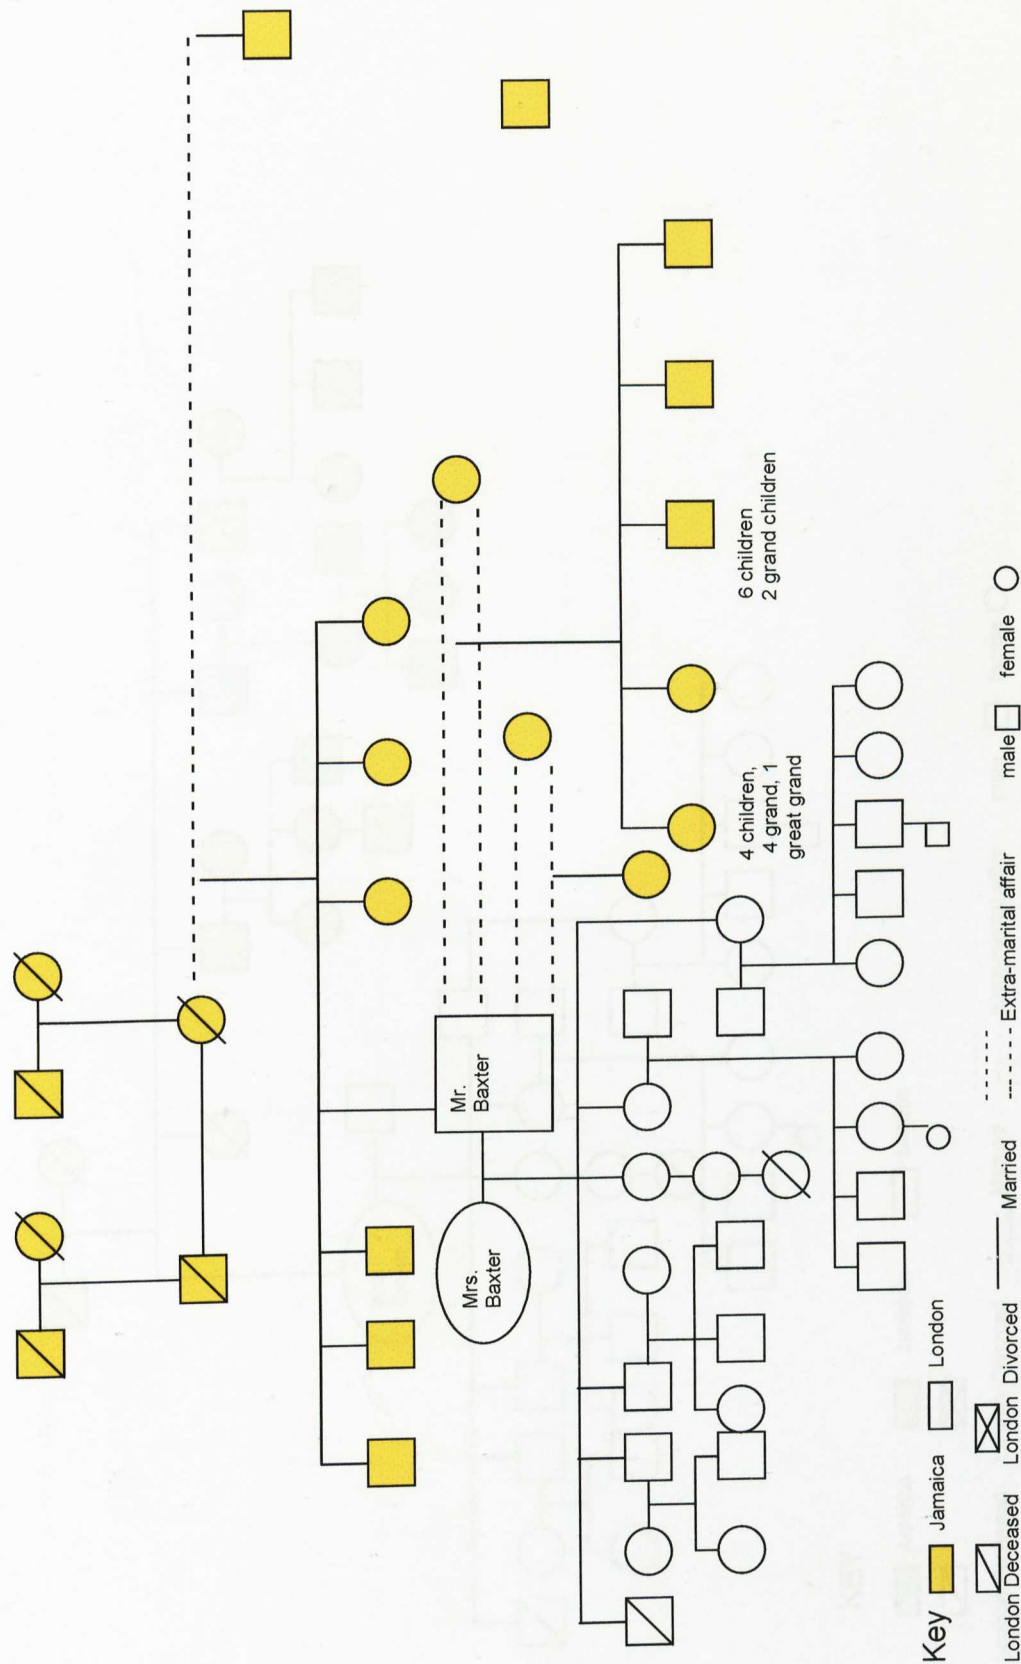 Mr.
Baxter
Mrs.
Baxter
6 children
2 grand children
4 children,
4 grand, 1
great grand
Key Jamaica London
London Deceased London Divorced Married Extra-marital affair male female